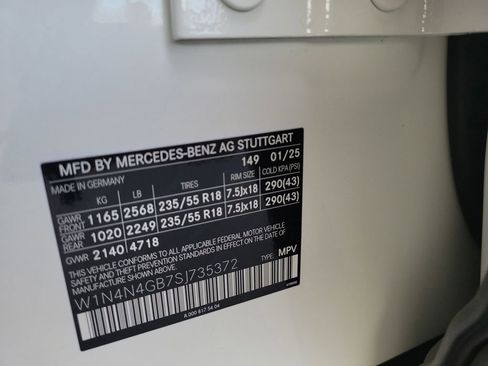 MFD BY MERCEDES-BENZ AG STUTTGART
149 01/25
MADE IN GERMANY
KG LB TIRES RIM SIZE COLD KPA(PSI)
GAWR FRONT 1165 2568 235/55 R18 7.5Jx18 290(43)
GAWR REAR 1020 2249 235/55 R18 7.5Jx18 290(43)
GVWR 2140 4718
THIS VEHICLE CONFORMS TO ALL APPLICABLE FEDERAL MOTOR VEHICLE
SAFETY AND THEFT PREVENTION STANDARDS IN EFFECT ON THE DATE OF
MANUFACTURE SHOWN ABOVE. TYPE: MPV
W1N4N4GB7SJ735372
A 000 817 54 04